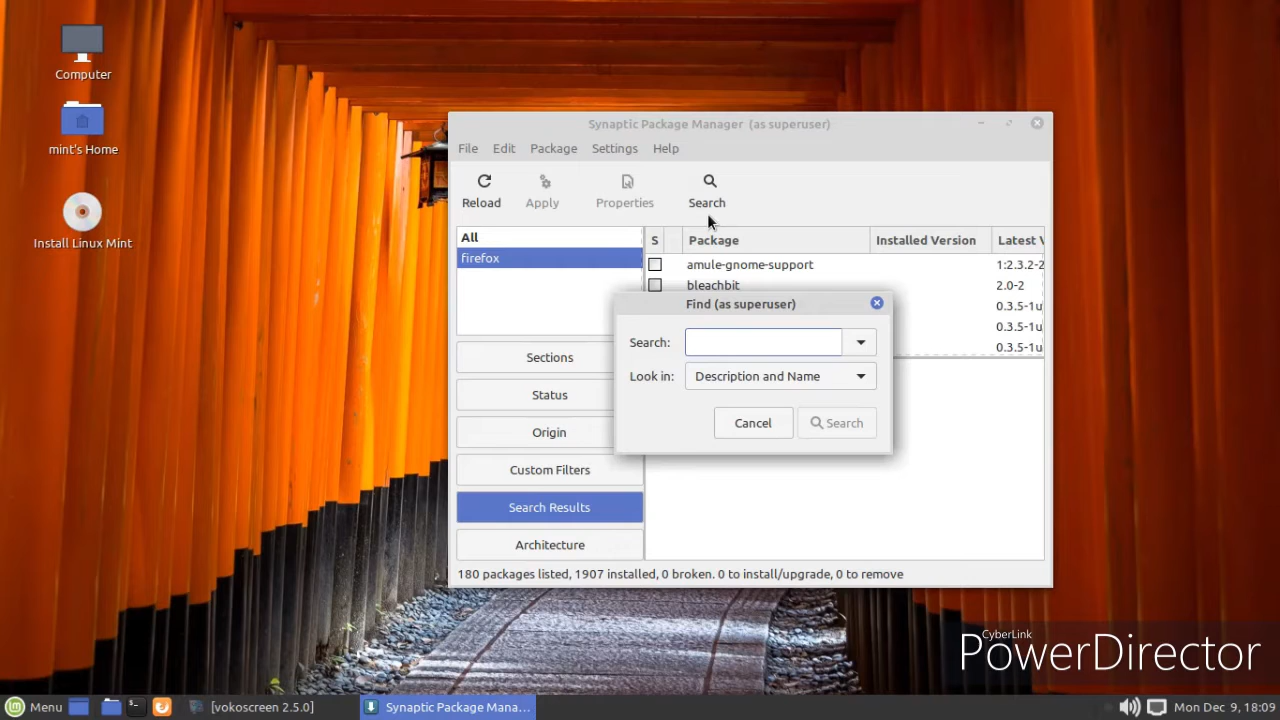 Computer
mint's Home
Install Linux Mint
Synaptic Package Manager (as superuser)
File Edit Package Settings Help
Reload Apply Properties Search
All
firefox
S Package Installed Version Latest V
amule-gnome-support 1:2.3.2-2
bleachbit 2.0-2
0.3.5-1u
0.3.5-1u
0.3.5-1u
Find (as superuser)
Search:
Look in: Description and Name
Cancel Search
Sections
Status
Origin
Custom Filters
Search Results
Architecture
180 packages listed, 1907 installed, 0 broken. 0 to install/upgrade, 0 to remove
CyberLink
PowerDirector
Menu [vokoscreen 2.5.0] Synaptic Package Mana... Mon Dec 9, 18:09